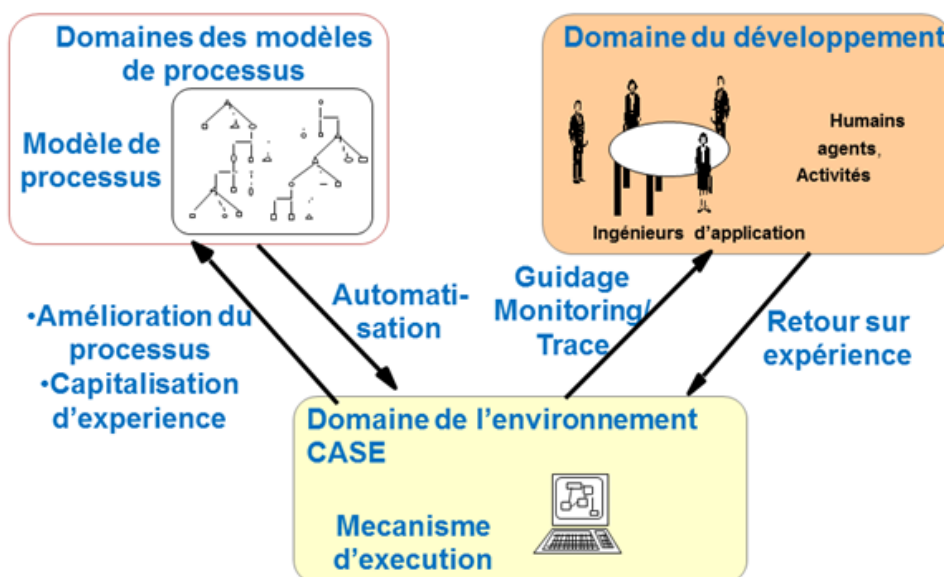 Domaines des modèles
de processus
Modèle de
processus
Domaine du développement
Humains
agents,
Activités
Ingénieurs d'application
•Amélioration du
processus
•Capitalisation
d'experience
Automati-
sation
Guidage
Monitoring/
Trace
Retour sur
expérience
Domaine de l'environnement
CASE
Mecanisme
d'execution